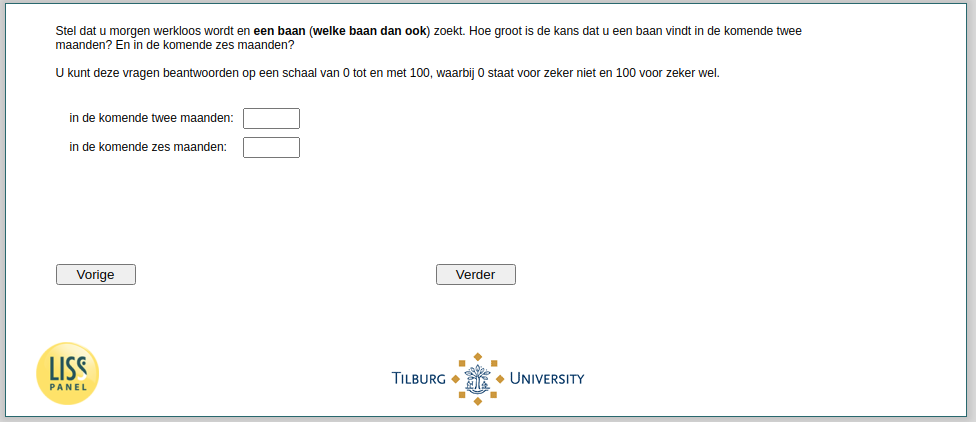 Stel dat u morgen werkloos wordt en een baan (welke baan dan ook) zoekt. Hoe groot is de kans dat u een baan vindt in de komende twee
maanden? En in de komende zes maanden?
U kunt deze vragen beantwoorden op een schaal van 0 tot en met 100, waarbij 0 staat voor zeker niet en 100 voor zeker wel.
in de komende twee maanden:
in de komende zes maanden:
Vorige
Verder
LISS
PANEL
TILBURG UNIVERSITY